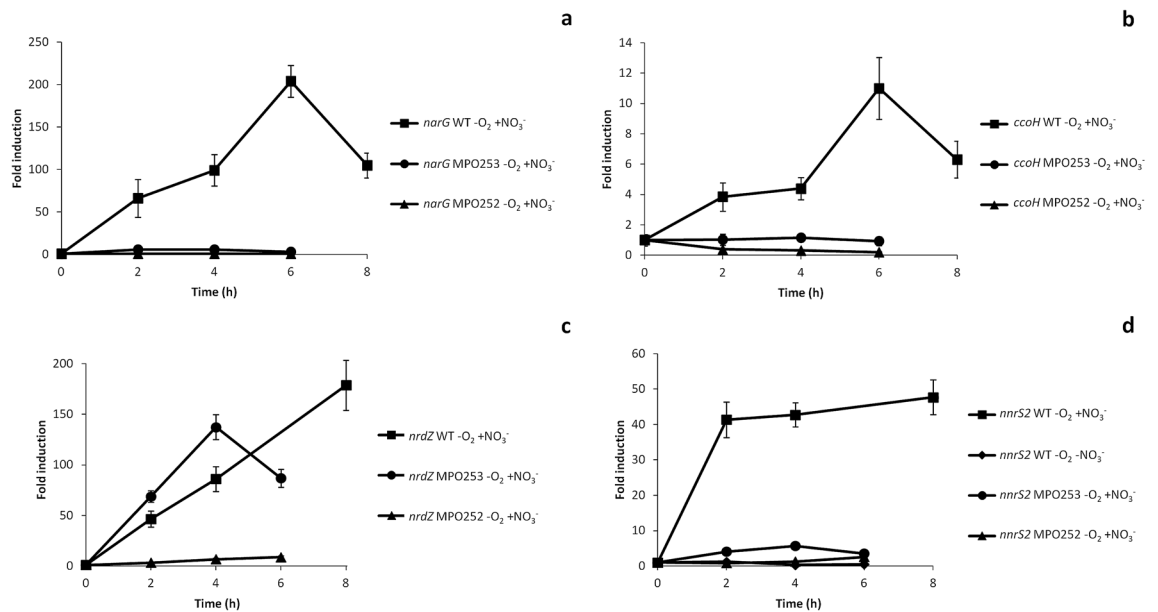 a
250
200
150
100
50
0
Fold induction
0 2 4 6 8
Time (h)
narG WT -O₂ +NO₃⁻
narG MPO253 -O₂ +NO₃⁻
narG MPO252 -O₂ +NO₃⁻
b
14
12
10
8
6
4
2
0
Fold induction
0 2 4 6 8
Time (h)
ccoH WT -O₂ +NO₃⁻
ccoH MPO253 -O₂ +NO₃⁻
ccoH MPO252 -O₂ +NO₃⁻
c
200
150
100
50
0
Fold induction
0 2 4 6 8
Time (h)
nrdZ WT -O₂ +NO₃⁻
nrdZ MPO253 -O₂ +NO₃⁻
nrdZ MPO252 -O₂ +NO₃⁻
d
60
50
40
30
20
10
0
Fold induction
0 2 4 6 8
Time (h)
nnrS2 WT -O₂ +NO₃⁻
nnrS2 WT -O₂ -NO₃⁻
nnrS2 MPO253 -O₂ +NO₃⁻
nnrS2 MPO252 -O₂ +NO₃⁻